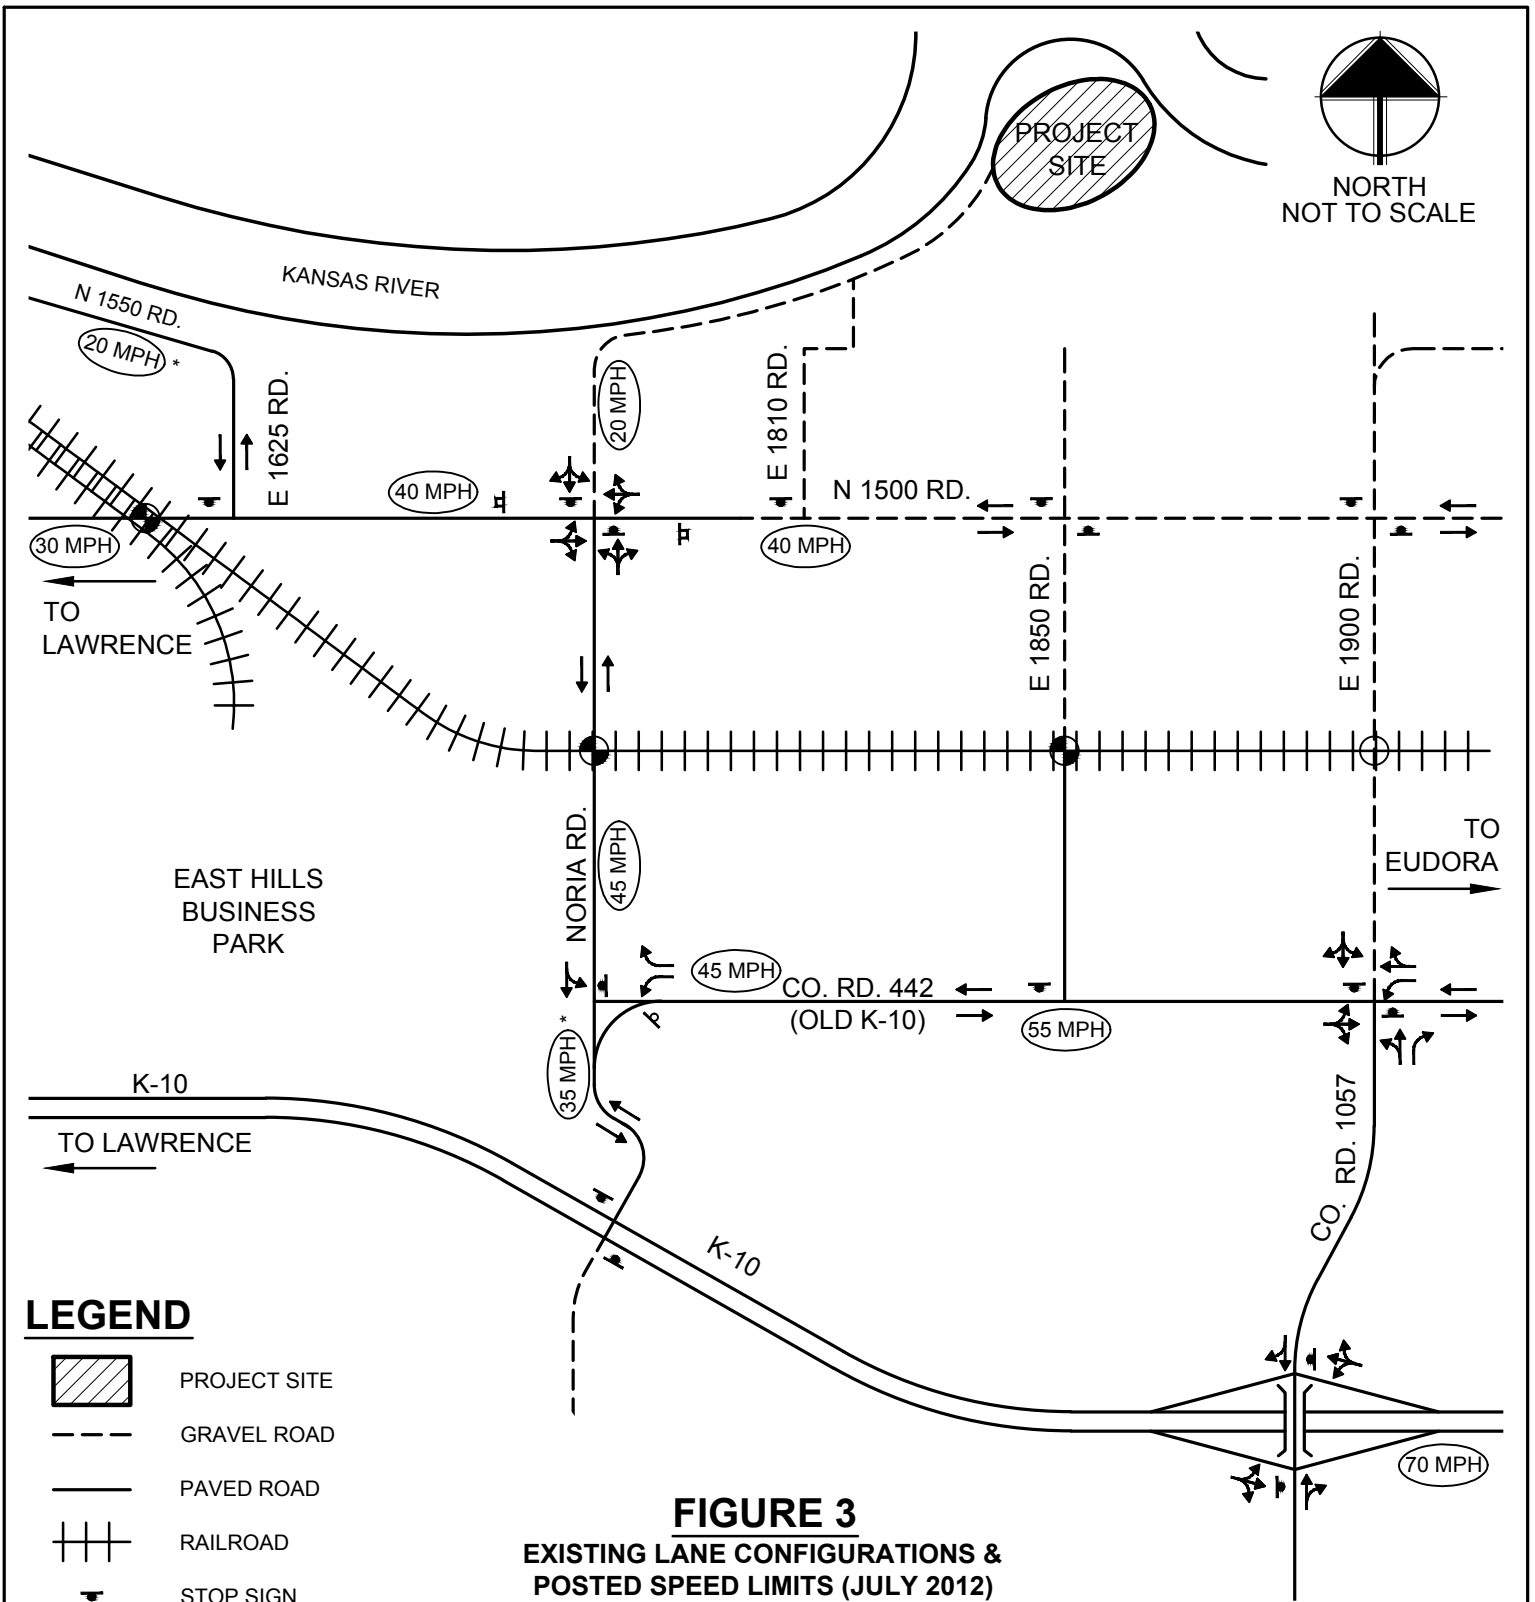 PROJECT
SITE
NORTH
NOT TO SCALE
KANSAS RIVER
N 1550 RD.
20 MPH *
E 1625 RD.
20 MPH
E 1810 RD.
40 MPH
N 1500 RD.
30 MPH
40 MPH
TO
LAWRENCE
E 1850 RD.
E 1900 RD.
NORIA RD.
45 MPH
TO
EUDORA
EAST HILLS
BUSINESS
PARK
45 MPH
CO. RD. 442
(OLD K-10)
55 MPH
35 MPH *
K-10
TO LAWRENCE
CO. RD. 1057
K-10
70 MPH
LEGEND
PROJECT SITE
GRAVEL ROAD
PAVED ROAD
RAILROAD
STOP SIGN
FIGURE 3
EXISTING LANE CONFIGURATIONS &
POSTED SPEED LIMITS (JULY 2012)